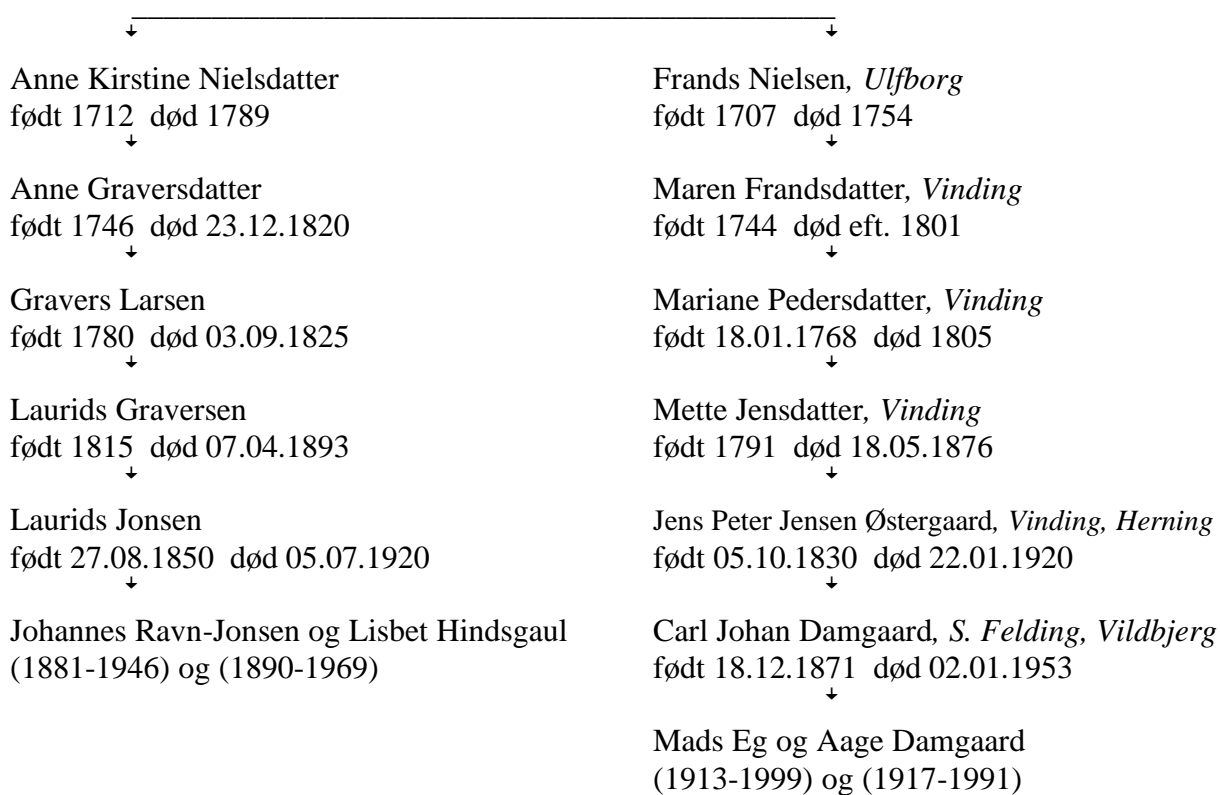 Anne Kirstine Nielsdatter
født 1712 død 1789
Anne Graversdatter
født 1746 død 23.12.1820
Gravers Larsen
født 1780 død 03.09.1825
Laurids Graversen
født 1815 død 07.04.1893
Laurids Jonsen
født 27.08.1850 død 05.07.1920
Johannes Ravn-Jonsen og Lisbet Hindsgaul
(1881-1946) og (1890-1969)
Frands Nielsen, Ulfborg
født 1707 død 1754
Maren Frandsdatter, Vinding
født 1744 død eft. 1801
Mariane Pedersdatter, Vinding
født 18.01.1768 død 1805
Mette Jensdatter, Vinding
født 1791 død 18.05.1876
Jens Peter Jensen Østergaard, Vinding, Herning
født 05.10.1830 død 22.01.1920
Carl Johan Damgaard, S. Felding, Vildbjerg
født 18.12.1871 død 02.01.1953
Mads Eg og Aage Damgaard
(1913-1999) og (1917-1991)